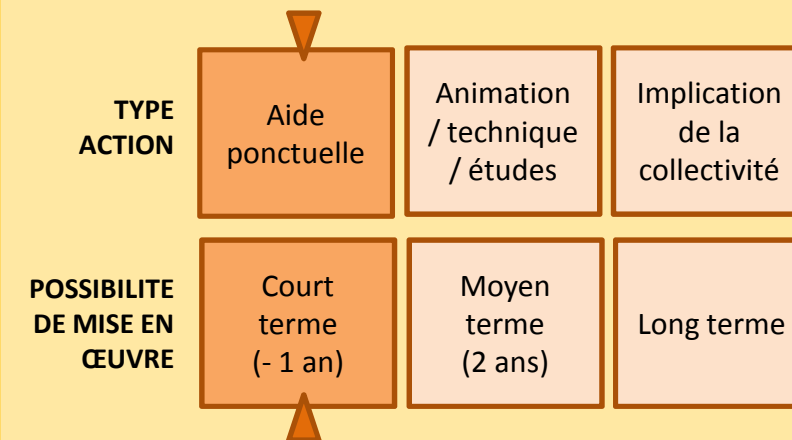 TYPE
ACTION
Aide
ponctuelle
Animation
/ technique
/ études
Implication
de la
collectivité
POSSIBILITE
DE MISE EN
ŒUVRE
Court
terme
(- 1 an)
Moyen
terme
(2 ans)
Long terme